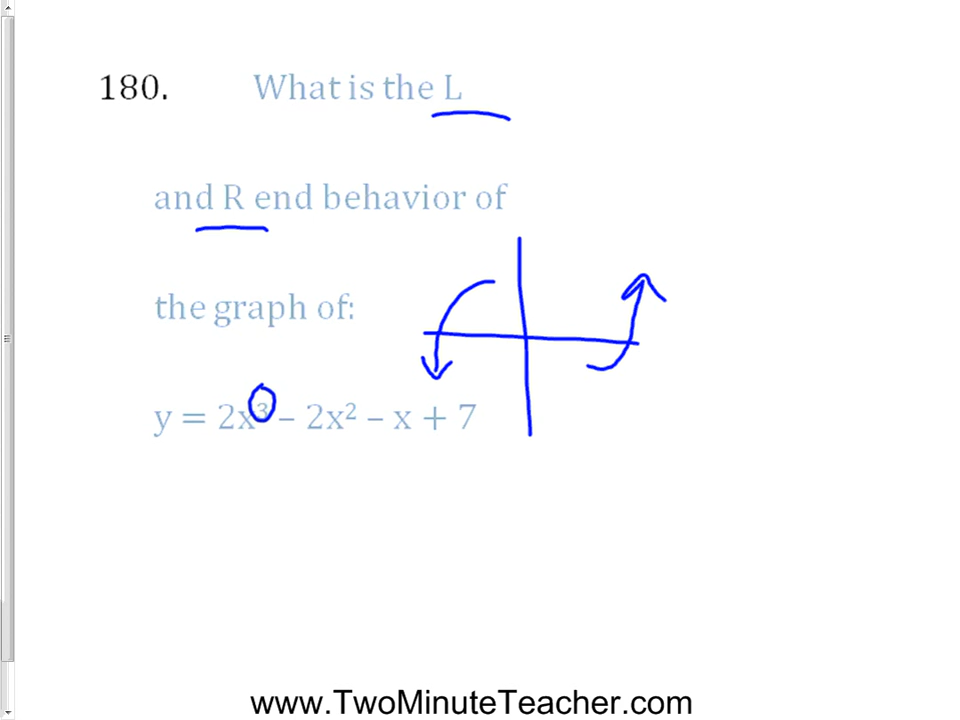 180. What is the L
and R end behavior of
the graph of:
y = 2x³ – 2x² – x + 7
www.TwoMinuteTeacher.com